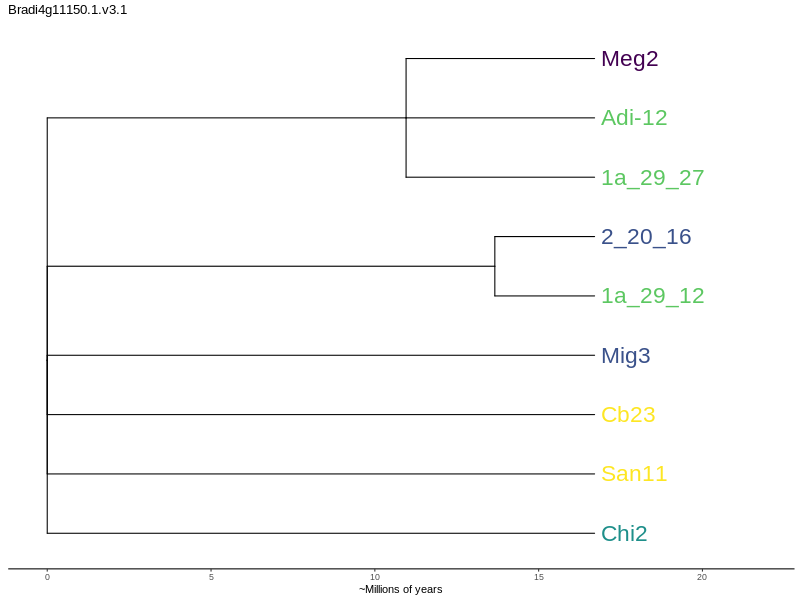 Bradi4g11150.1.v3.1
Meg2
Adi-12
1a_29_27
2_20_16
1a_29_12
Mig3
Cb23
San11
Chi2
0 5 10 15 20
~Millions of years